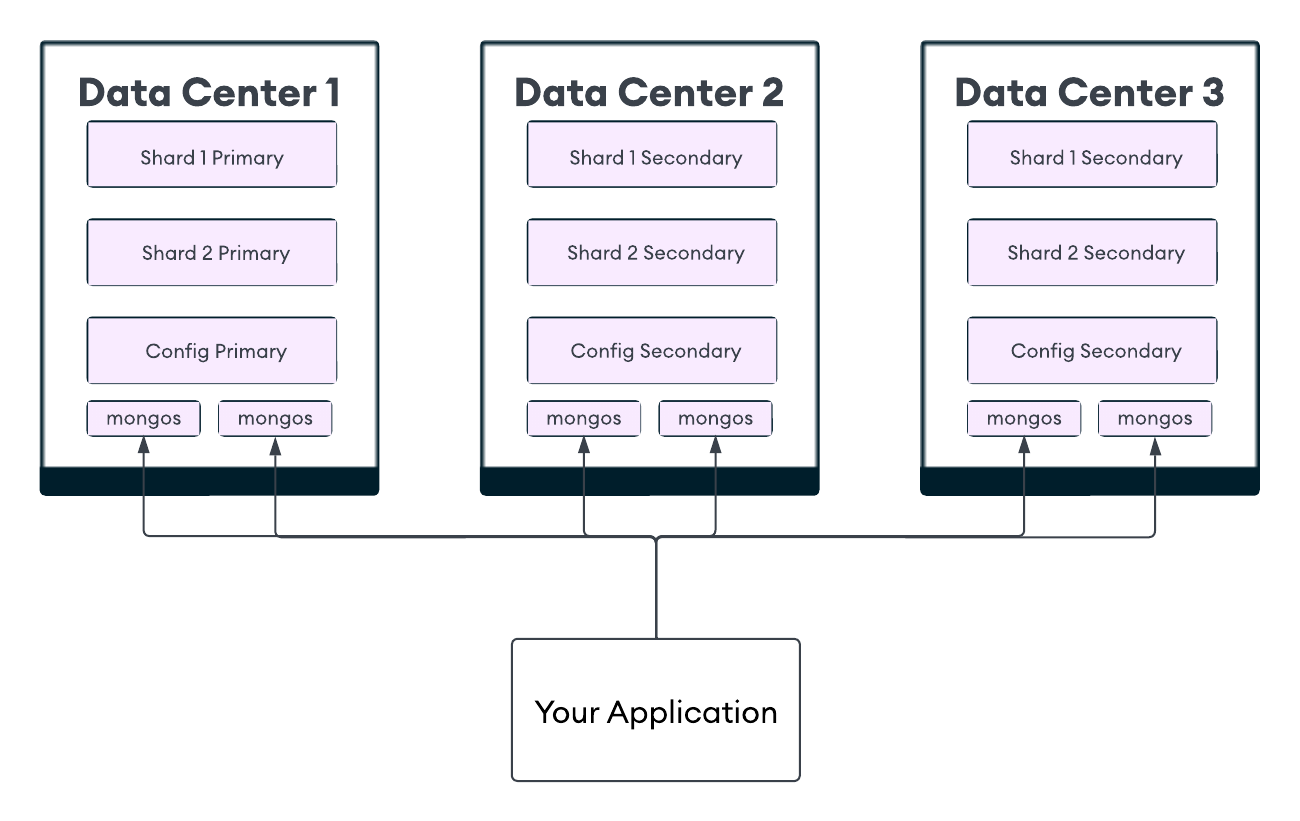 Data Center 1
Shard 1 Primary
Shard 2 Primary
Config Primary
mongos
mongos
Data Center 2
Shard 1 Secondary
Shard 2 Secondary
Config Secondary
mongos
mongos
Data Center 3
Shard 1 Secondary
Shard 2 Secondary
Config Secondary
mongos
mongos
Your Application